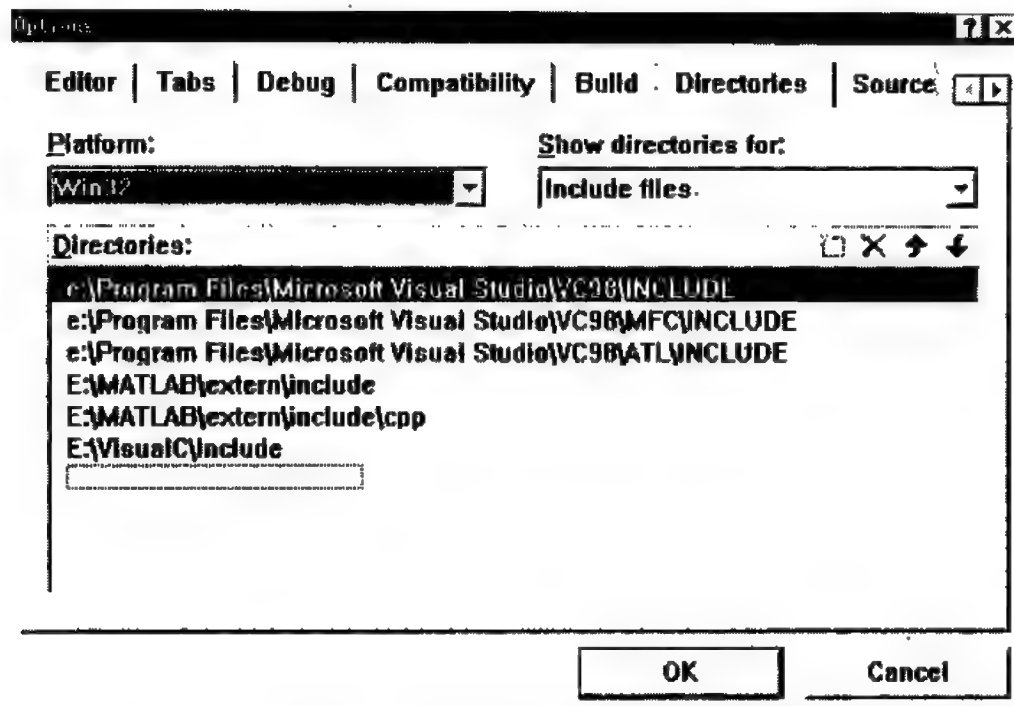 Options
Editor Tabs Debug Compatibility Build Directories Source
Platform:
Show directories for:
Win32
Include files
Directories:
e:\Program Files\Microsoft Visual Studio\VC98\INCLUDE
e:\Program Files\Microsoft Visual Studio\VC98\MFC\INCLUDE
e:\Program Files\Microsoft Visual Studio\VC98\ATL\INCLUDE
E:\MATLAB\extern\include
E:\MATLAB\extern\include\cpp
E:\VisualC\Include
OK Cancel